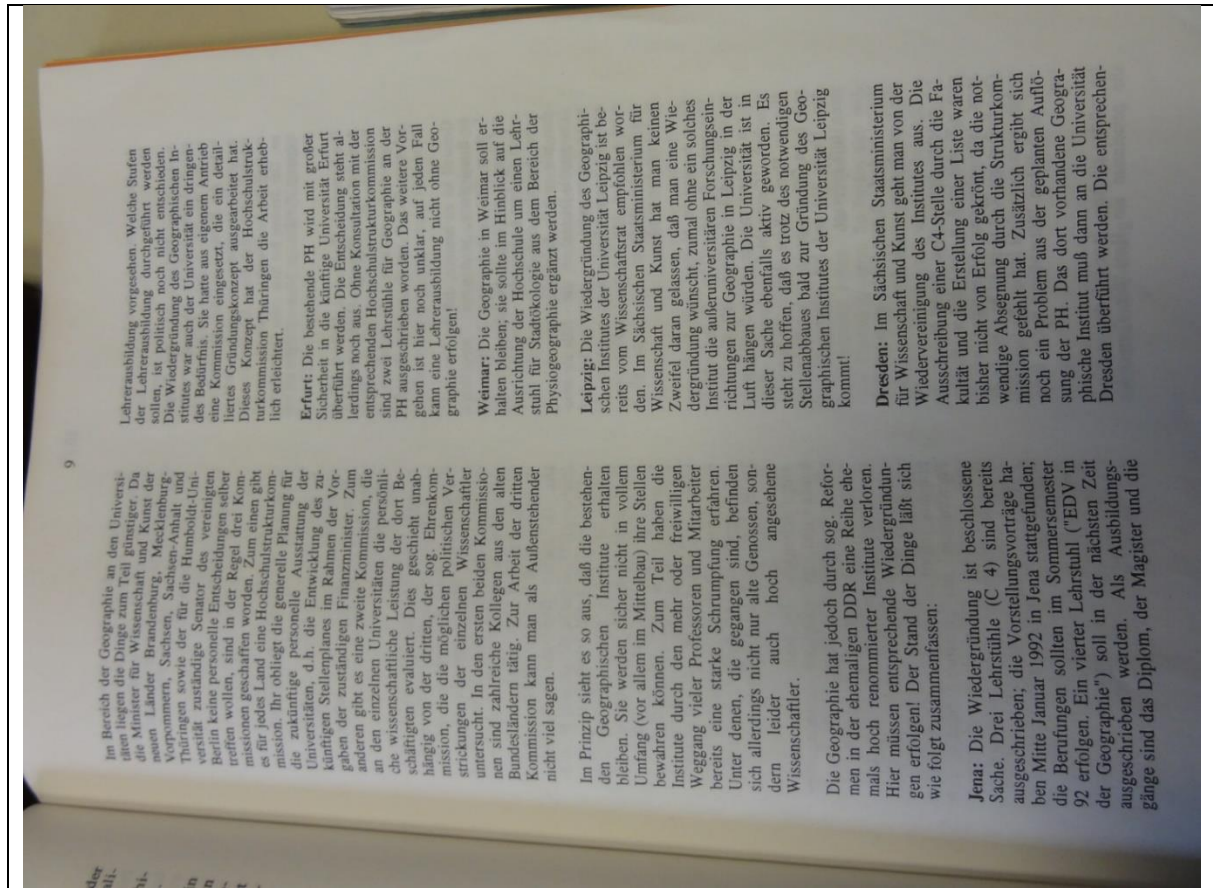 9
Im Bereich der Geographie an den Universi-
täten liegen die Dinge zum Teil günstiger. Da
die Minister für Wissenschaft und Kunst der
neuen Länder Brandenburg, Mecklenburg-
Vorpommern, Sachsen, Sachsen-Anhalt und
Thüringen sowie der für die Humboldt-Uni-
versität zuständige Senator des vereinigten
Berlin keine personelle Entscheidungen selber
treffen wollen, sind in der Regel drei Kom-
missionen geschaffen worden. Zum einen gibt
es für jedes Land eine Hochschulstrukturkom-
mission. Ihr obliegt die generelle Planung für
die zukünftige personelle Ausstattung der
Universitäten, d.h. die Entwicklung des zu-
künftigen Stellenplanes im Rahmen der Vor-
gaben der zuständigen Finanzminister. Zum
anderen gibt es eine zweite Kommission, die
an den einzelnen Universitäten die persönli-
che wissenschaftliche Leistung der dort Be-
schäftigten evaluiert. Dies geschieht unab-
hängig von der dritten, der sog. Ehrenkom-
mission, die die möglichen politischen Ver-
strickungen der einzelnen Wissenschaftler
untersucht. In den ersten beiden Kommissio-
nen sind zahlreiche Kollegen aus den alten
Bundesländern tätig. Zur Arbeit der dritten
Kommission kann man als Außenstehender
nicht viel sagen.
Im Prinzip sieht es so aus, daß die bestehen-
den Geographischen Institute erhalten
bleiben. Sie werden sicher nicht in vollem
Umfang (vor allem im Mittelbau) ihre Stellen
bewahren können. Zum Teil haben die
Institute durch den mehr oder freiwilligen
Weggang vieler Professoren und Mitarbeiter
bereits eine starke Schrumpfung erfahren.
Unter denen, die gegangen sind, befinden
sich allerdings nicht nur alte Genossen, son-
dern leider auch hoch angesehene
Wissenschaftler.
Die Geographie hat jedoch durch sog. Refor-
men in der ehemaligen DDR eine Reihe ehe-
mals hoch renommierter Institute verloren.
Hier müssen entsprechende Wiedergründun-
gen erfolgen! Der Stand der Dinge läßt sich
wie folgt zusammenfassen:
Jena: Die Wiedergründung ist beschlossene
Sache. Drei Lehrstühle (C 4) sind bereits
ausgeschrieben; die Vorstellungsvorträge ha-
ben Mitte Januar 1992 in Jena stattgefunden;
die Berufungen sollten im Sommersemester
92 erfolgen. Ein vierter Lehrstuhl ("EDV in
der Geographie") soll in der nächsten Zeit
ausgeschrieben werden. Als Ausbildungs-
gänge sind das Diplom, der Magister und die
Lehrerausbildung vorgesehen. Welche Stufen
der Lehrerausbildung durchgeführt werden
sollen, ist politisch noch nicht entschieden.
Die Wiedergründung des Geographischen In-
stitutes war auch der Universität ein dringen-
des Bedürfnis. Sie hatte aus eigenem Antrieb
eine Kommission eingesetzt, die ein detail-
liertes Gründungskonzept ausgearbeitet hat.
Dieses Konzept hat der Hochschulstruk-
turkommission Thüringen die Arbeit erheb-
lich erleichtert.
Erfurt: Die bestehende PH wird mit großer
Sicherheit in die künftige Universität Erfurt
überführt werden. Die Entscheidung steht al-
lerdings noch aus. Ohne Konsultation mit der
entsprechenden Hochschulstrukturkommission
sind zwei Lehrstühle für Geographie an der
PH ausgeschrieben worden. Das weitere Vor-
gehen ist hier noch unklar, auf jeden Fall
kann eine Lehrerausbildung nicht ohne Geo-
graphie erfolgen!
Weimar: Die Geographie in Weimar soll er-
halten bleiben; sie sollte im Hinblick auf die
Ausrichtung der Hochschule um einen Lehr-
stuhl für Stadtökologie aus dem Bereich der
Physiogeographie ergänzt werden.
Leipzig: Die Wiedergründung des Geographi-
schen Institutes der Universität Leipzig ist be-
reits vom Wissenschaftsrat empfohlen wor-
den. Im Sächsischen Staatsministerium für
Wissenschaft und Kunst hat man keinen
Zweifel daran gelassen, daß man eine Wie-
dergründung wünscht, zumal ohne ein solches
Institut die außeruniversitären Forschungsein-
richtungen zur Geographie in Leipzig in der
Luft hängen würden. Die Universität ist in
dieser Sache ebenfalls aktiv geworden. Es
steht zu hoffen, daß es trotz des notwendigen
Stellenabbaues bald zur Gründung des Geo-
graphischen Institutes der Universität Leipzig
kommt!
Dresden: Im Sächsischen Staatsministerium
für Wissenschaft und Kunst geht man von der
Wiedervereinigung des Institutes aus. Die
Ausschreibung einer C4-Stelle durch die Fa-
kultät und die Erstellung einer Liste waren
bisher nicht von Erfolg gekrönt, da die not-
wendige Absegnung durch die Strukturkom-
mission gefehlt hat. Zusätzlich ergibt sich
noch ein Problem aus der geplanten Auflö-
sung der PH. Das dort vorhandene Geogra-
phische Institut muß dann an die Universität
Dresden überführt werden. Die entsprechen-